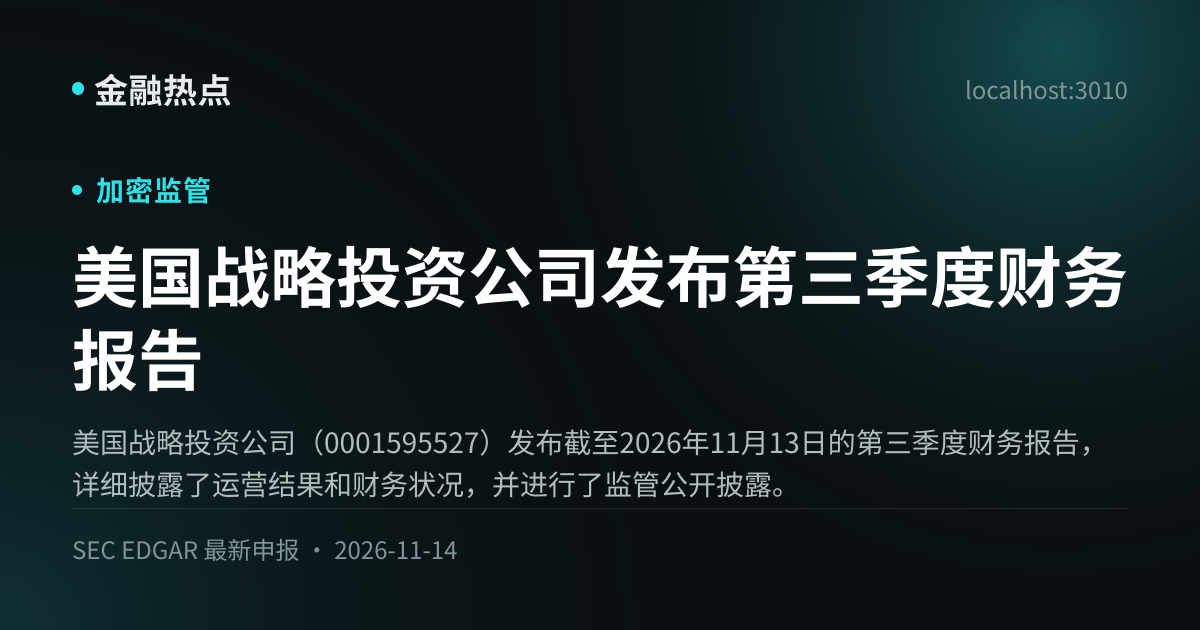 金融热点
localhost:3010
加密监管
美国战略投资公司发布第三季度财务
报告
美国战略投资公司（0001595527）发布截至2026年11月13日的第三季度财务报告，
详细披露了运营结果和财务状况，并进行了监管公开披露。
SEC EDGAR 最新申报 · 2026-11-14